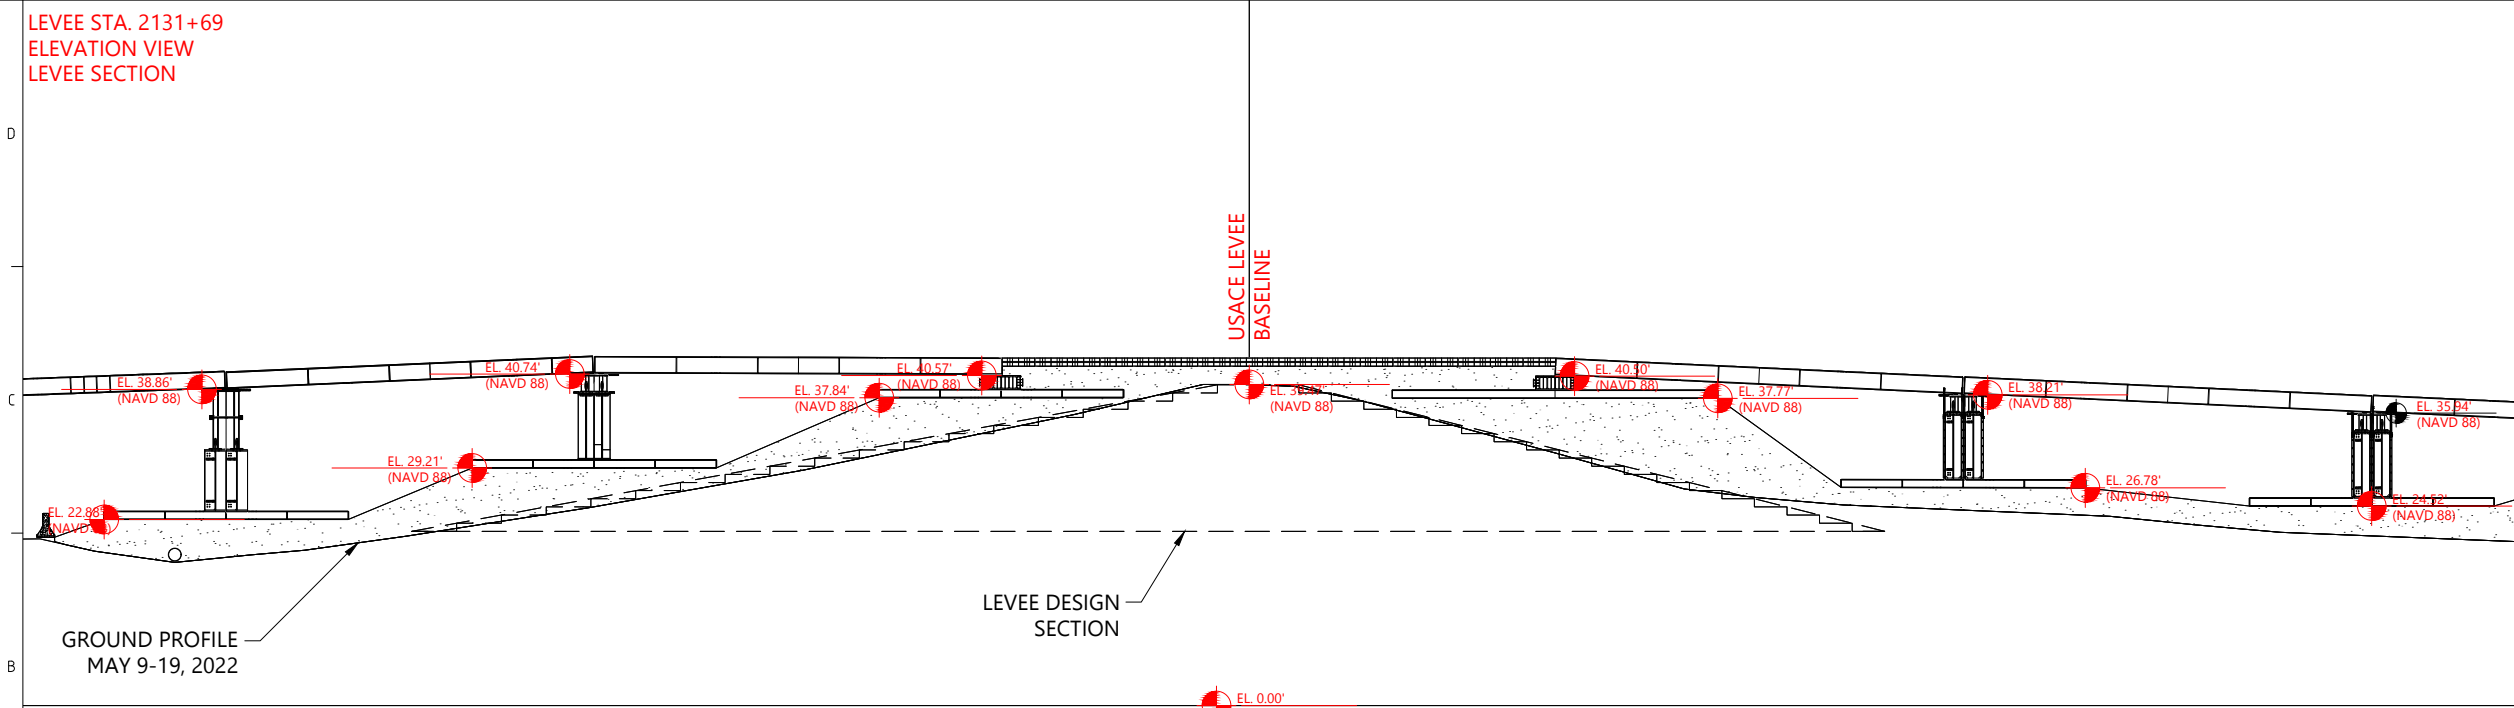 LEVEE STA. 2131+69
ELEVATION VIEW
LEVEE SECTION
D
USACE LEVEE
BASELINE
EL. 38.86'
(NAVD 88)
EL. 40.74'
(NAVD 88)
EL. 40.57'
(NAVD 88)
EL. 37.84'
(NAVD 88)
(NAVD 88)
EL. 40.50'
(NAVD 88)
EL. 37.77'
(NAVD 88)
EL. 38.21'
(NAVD 88)
EL. 35.94'
(NAVD 88)
C
EL. 29.21'
(NAVD 88)
EL. 22.88'
(NAVD
EL. 26.78'
(NAVD 88)
EL. 24.52'
(NAVD 88)
LEVEE DESIGN
SECTION
GROUND PROFILE
MAY 9-19, 2022
B
EL. 0.00'